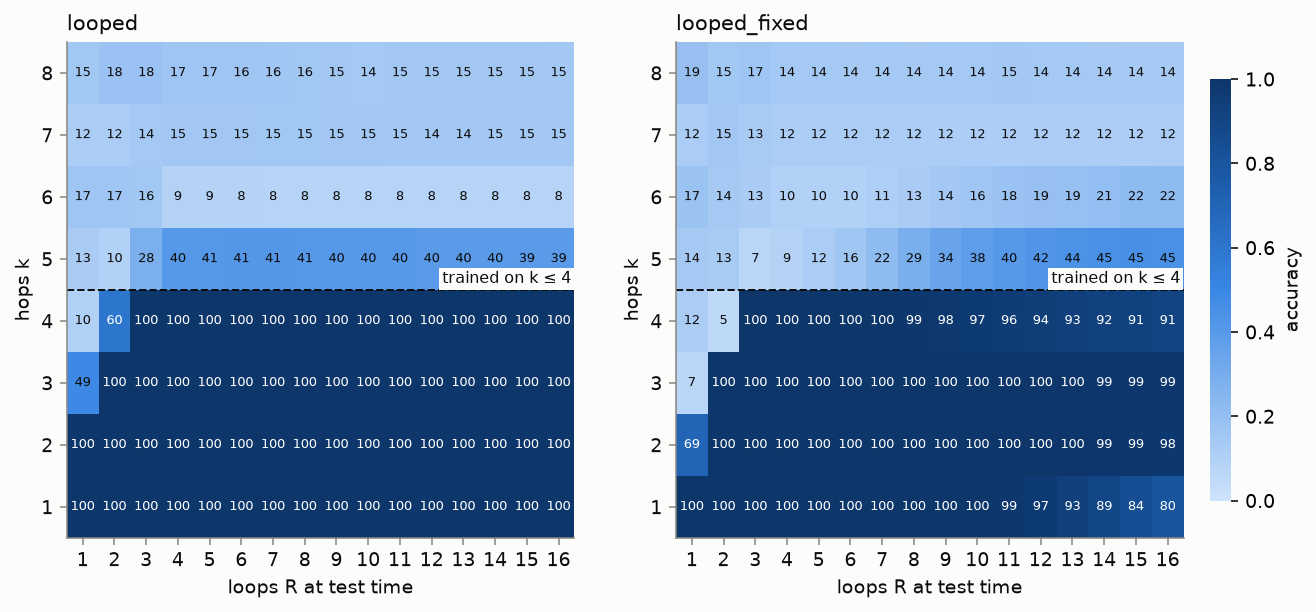 looped
8 15 18 18 17 17 16 16 16 15 14 15 15 15 15 15 15
7 12 12 14 15 15 15 15 15 15 15 15 14 14 15 15 15
6 17 17 16 9 9 8 8 8 8 8 8 8 8 8 8 8
5 13 10 28 40 41 41 41 41 40 40 40 40 40 40 39 39
trained on k ≤ 4
4 10 60 100 100 100 100 100 100 100 100 100 100 100 100 100 100
3 49 100 100 100 100 100 100 100 100 100 100 100 100 100 100 100
2 100 100 100 100 100 100 100 100 100 100 100 100 100 100 100 100
1 100 100 100 100 100 100 100 100 100 100 100 100 100 100 100 100
1 2 3 4 5 6 7 8 9 10 11 12 13 14 15 16
loops R at test time
hops k
looped_fixed
8 19 15 17 14 14 14 14 14 14 14 15 14 14 14 14 14
7 12 15 13 12 12 12 12 12 12 12 12 12 12 12 12 12
6 17 14 13 10 10 10 11 13 14 16 18 19 19 21 22 22
5 14 13 7 9 12 16 22 29 34 38 40 42 44 45 45 45
trained on k ≤ 4
4 12 5 100 100 100 100 100 99 98 97 96 94 93 92 91 91
3 7 100 100 100 100 100 100 100 100 100 100 100 100 99 99 99
2 69 100 100 100 100 100 100 100 100 100 100 100 100 99 99 98
1 100 100 100 100 100 100 100 100 100 100 99 97 93 89 84 80
1 2 3 4 5 6 7 8 9 10 11 12 13 14 15 16
loops R at test time
hops k
1.0
0.8
0.6
0.4
0.2
0.0
accuracy